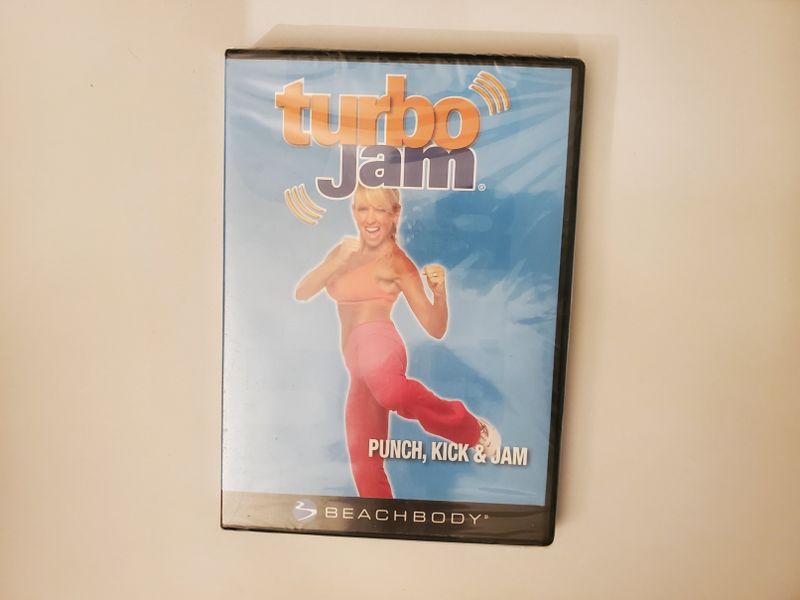 turbo
Jam®
PUNCH, KICK & JAM
BEACHBODY®